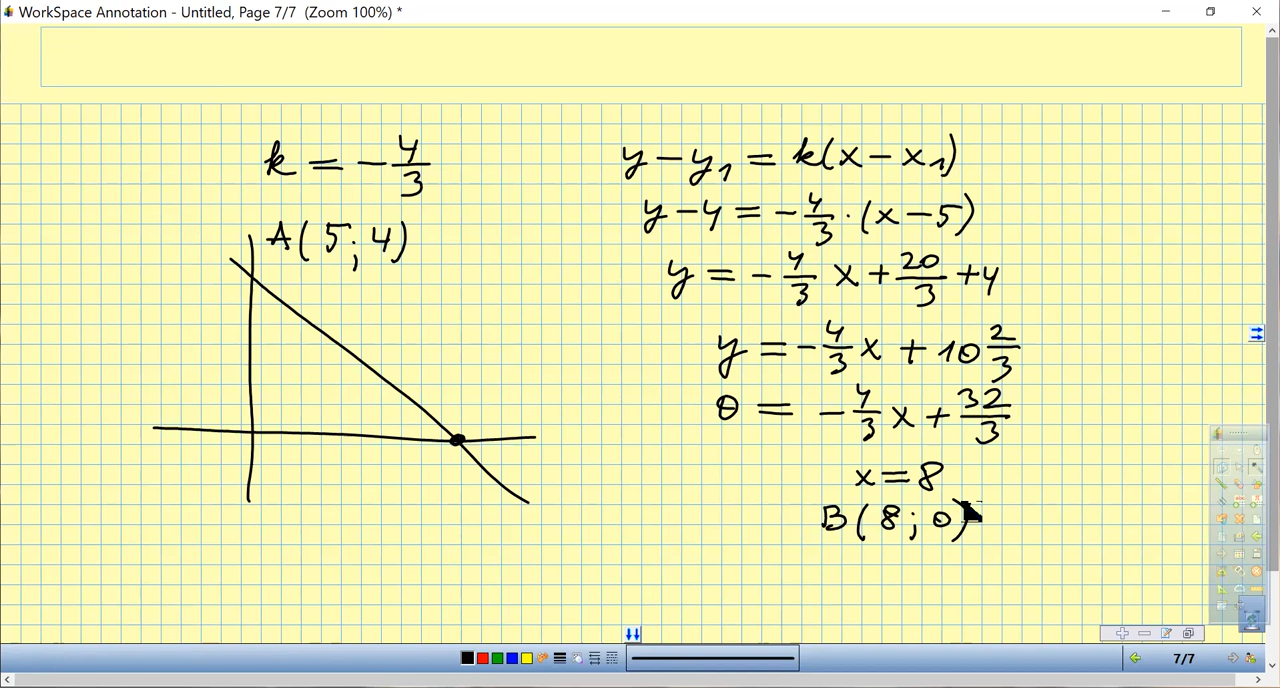 WorkSpace Annotation - Untitled, Page 7/7 (Zoom 100%) *
k = -4/3
A(5;4)
y - y₁ = k(x - x₁)
y - 4 = -4/3·(x - 5)
y = -4/3 x + 20/3 + 4
y = -4/3 x + 10 2/3
0 = -4/3 x + 32/3
x = 8
B(8;0)
7/7